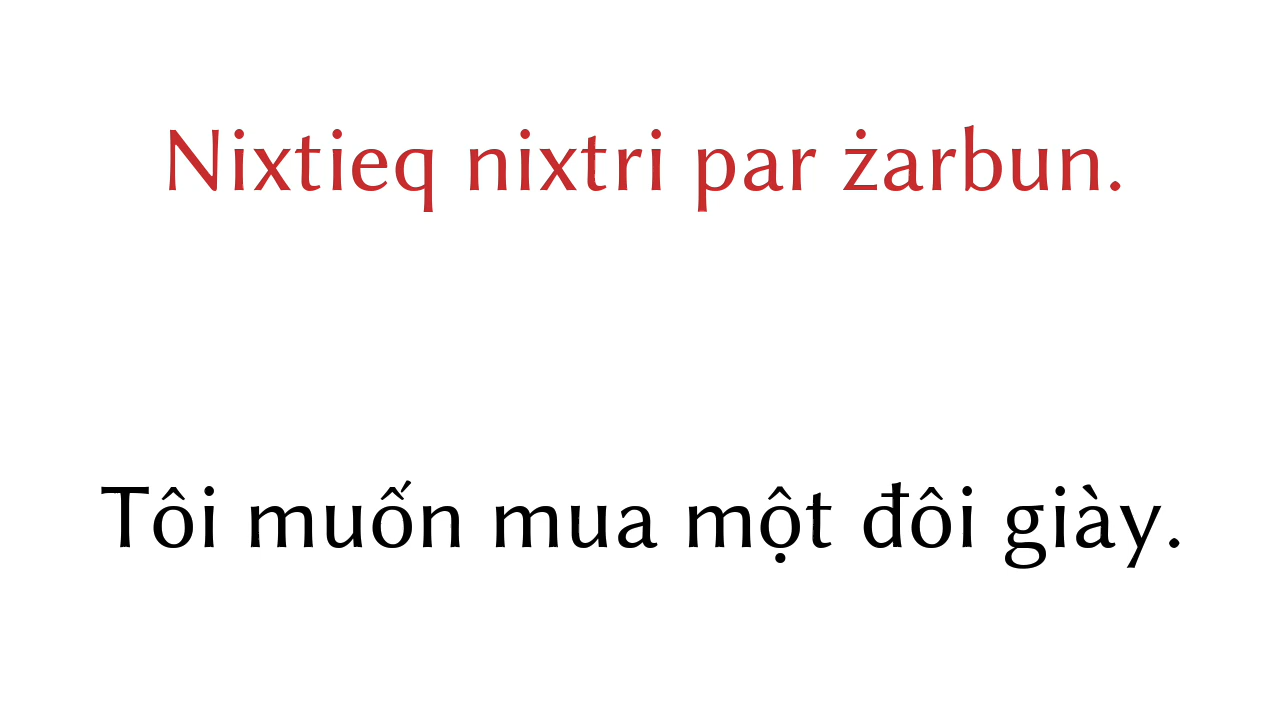 Nixtieq nixtri par żarbun.
Tôi muốn mua một đôi giày.